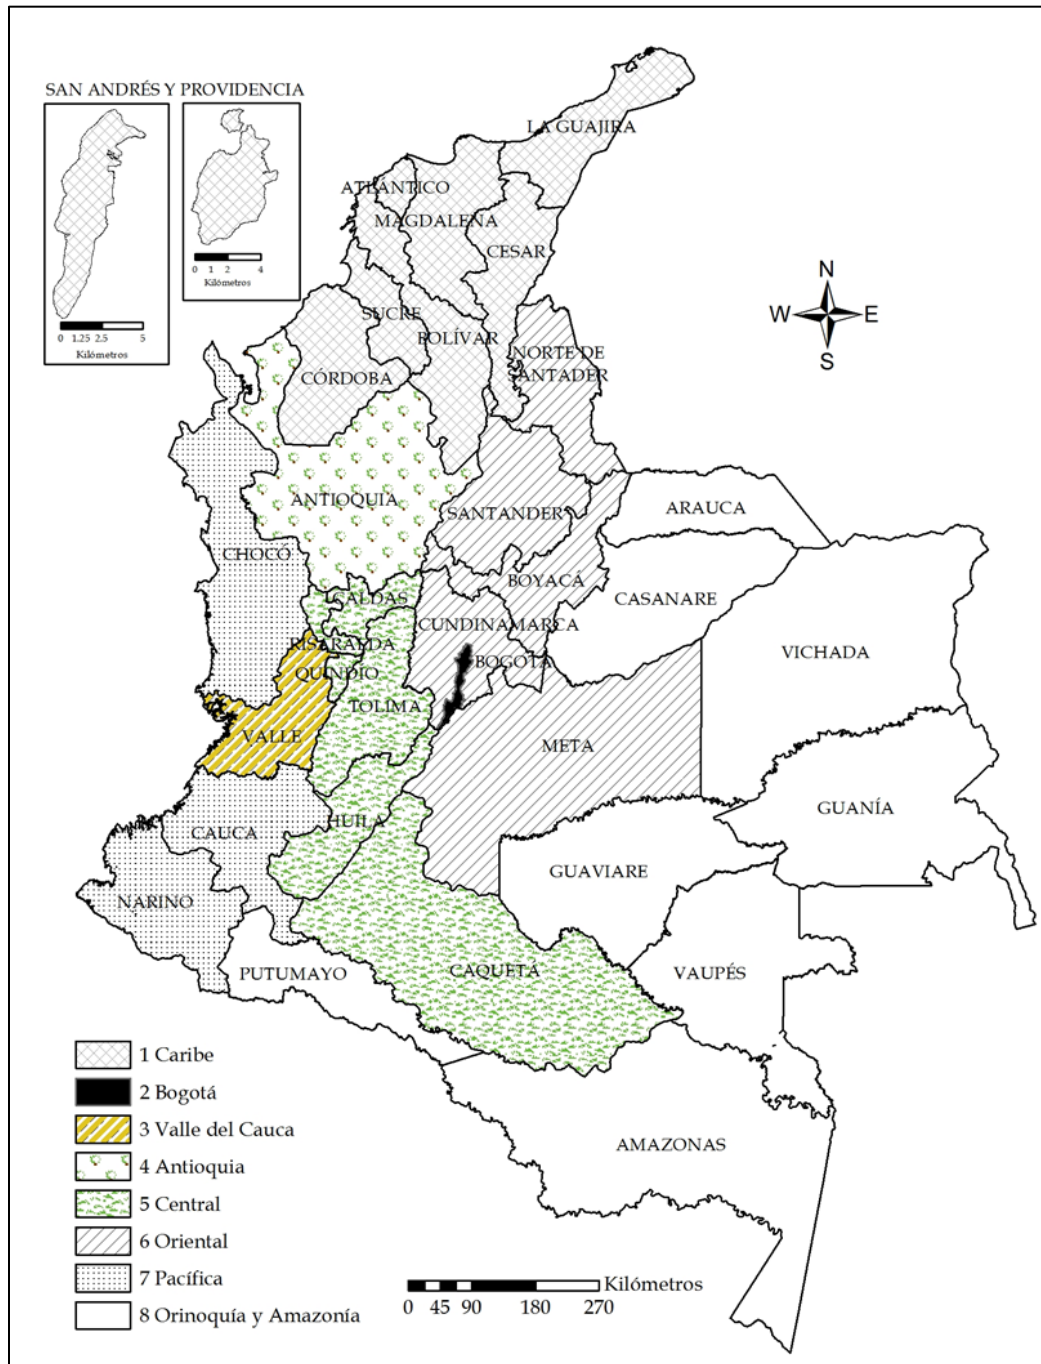 SAN ANDRÉS Y PROVIDENCIA
0 1.25 2.5 5
Kilómetros
0 1 2 4
Kilómetros
LA GUAJIRA
ATLÁNTICO
MAGDALENA
CESAR
SUCRE
BOLÍVAR
NORTE DE
SANTADER
CÓRDOBA
N
W E
S
ANTIOQUIA
SANTANDER
ARAUCA
CHOCÓ
BOYACÁ
CALDAS
CASANARE
CUNDINAMARCA
RISARALDA
BOGOTÁ
VICHADA
QUINDIO
TOLIMA
VALLE
META
GUANÍA
HUILA
CAUCA
GUAVIARE
NARINO
CAQUETÁ
VAUPÉS
PUTUMAYO
AMAZONAS
1 Caribe
2 Bogotá
3 Valle del Cauca
4 Antioquia
5 Central
6 Oriental
7 Pacífica
8 Orinoquía y Amazonía
Kilómetros
0 45 90 180 270